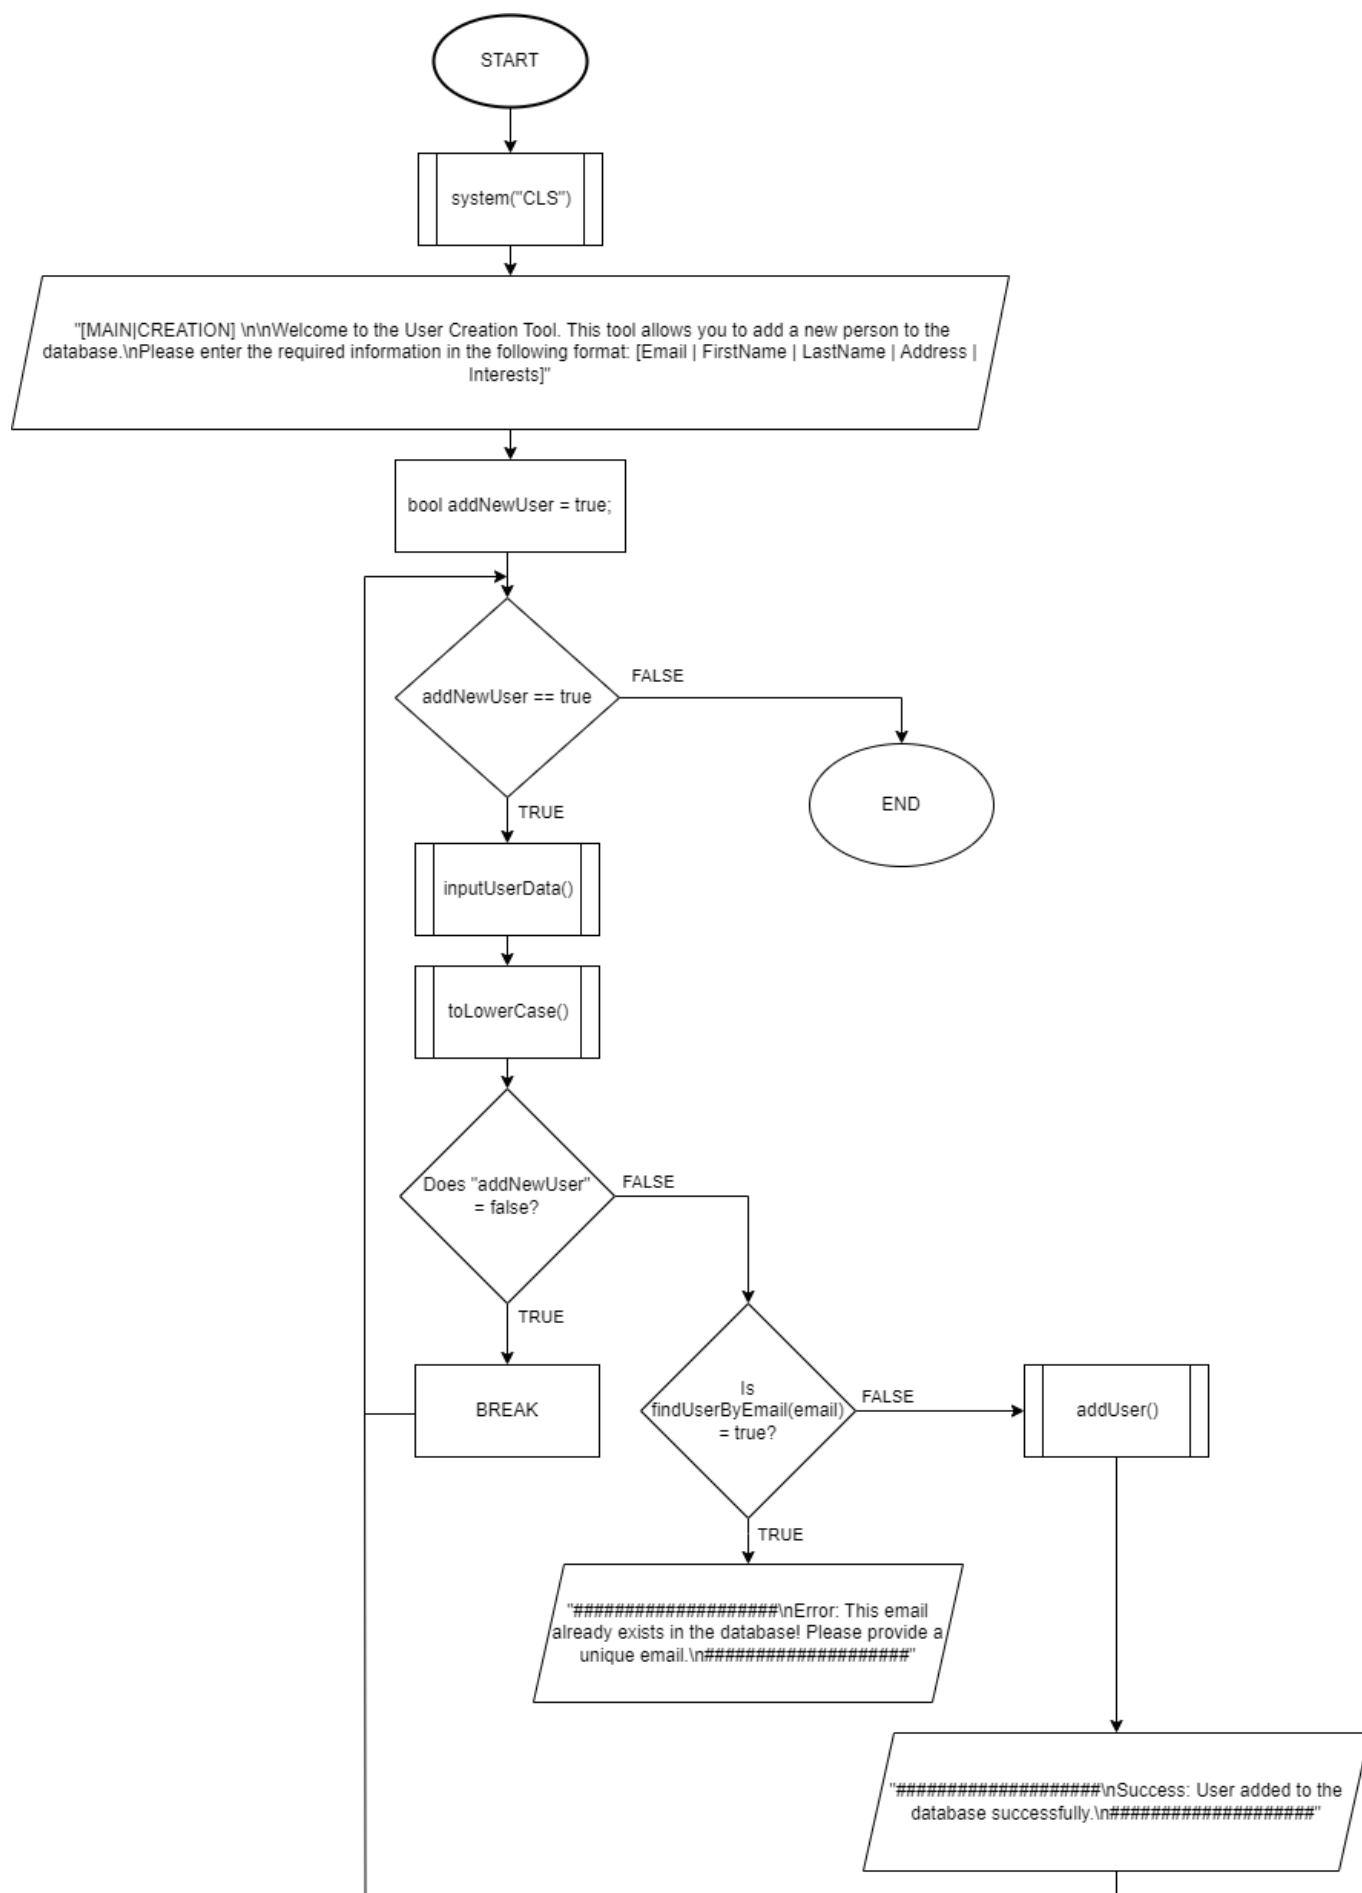 START
system("CLS")
"[MAIN|CREATION] \n\nWelcome to the User Creation Tool. This tool allows you to add a new person to the
database.\nPlease enter the required information in the following format: [Email | FirstName | LastName | Address |
Interests]"
bool addNewUser = true;
addNewUser == true
FALSE
END
TRUE
inputUserData()
toLowerCase()
Does "addNewUser"
= false?
FALSE
TRUE
BREAK
Is
findUserByEmail(email)
= true?
FALSE
addUser()
TRUE
"####################\nError: This email
already exists in the database! Please provide a
unique email.\n####################"
"####################\nSuccess: User added to the
database successfully.\n####################"